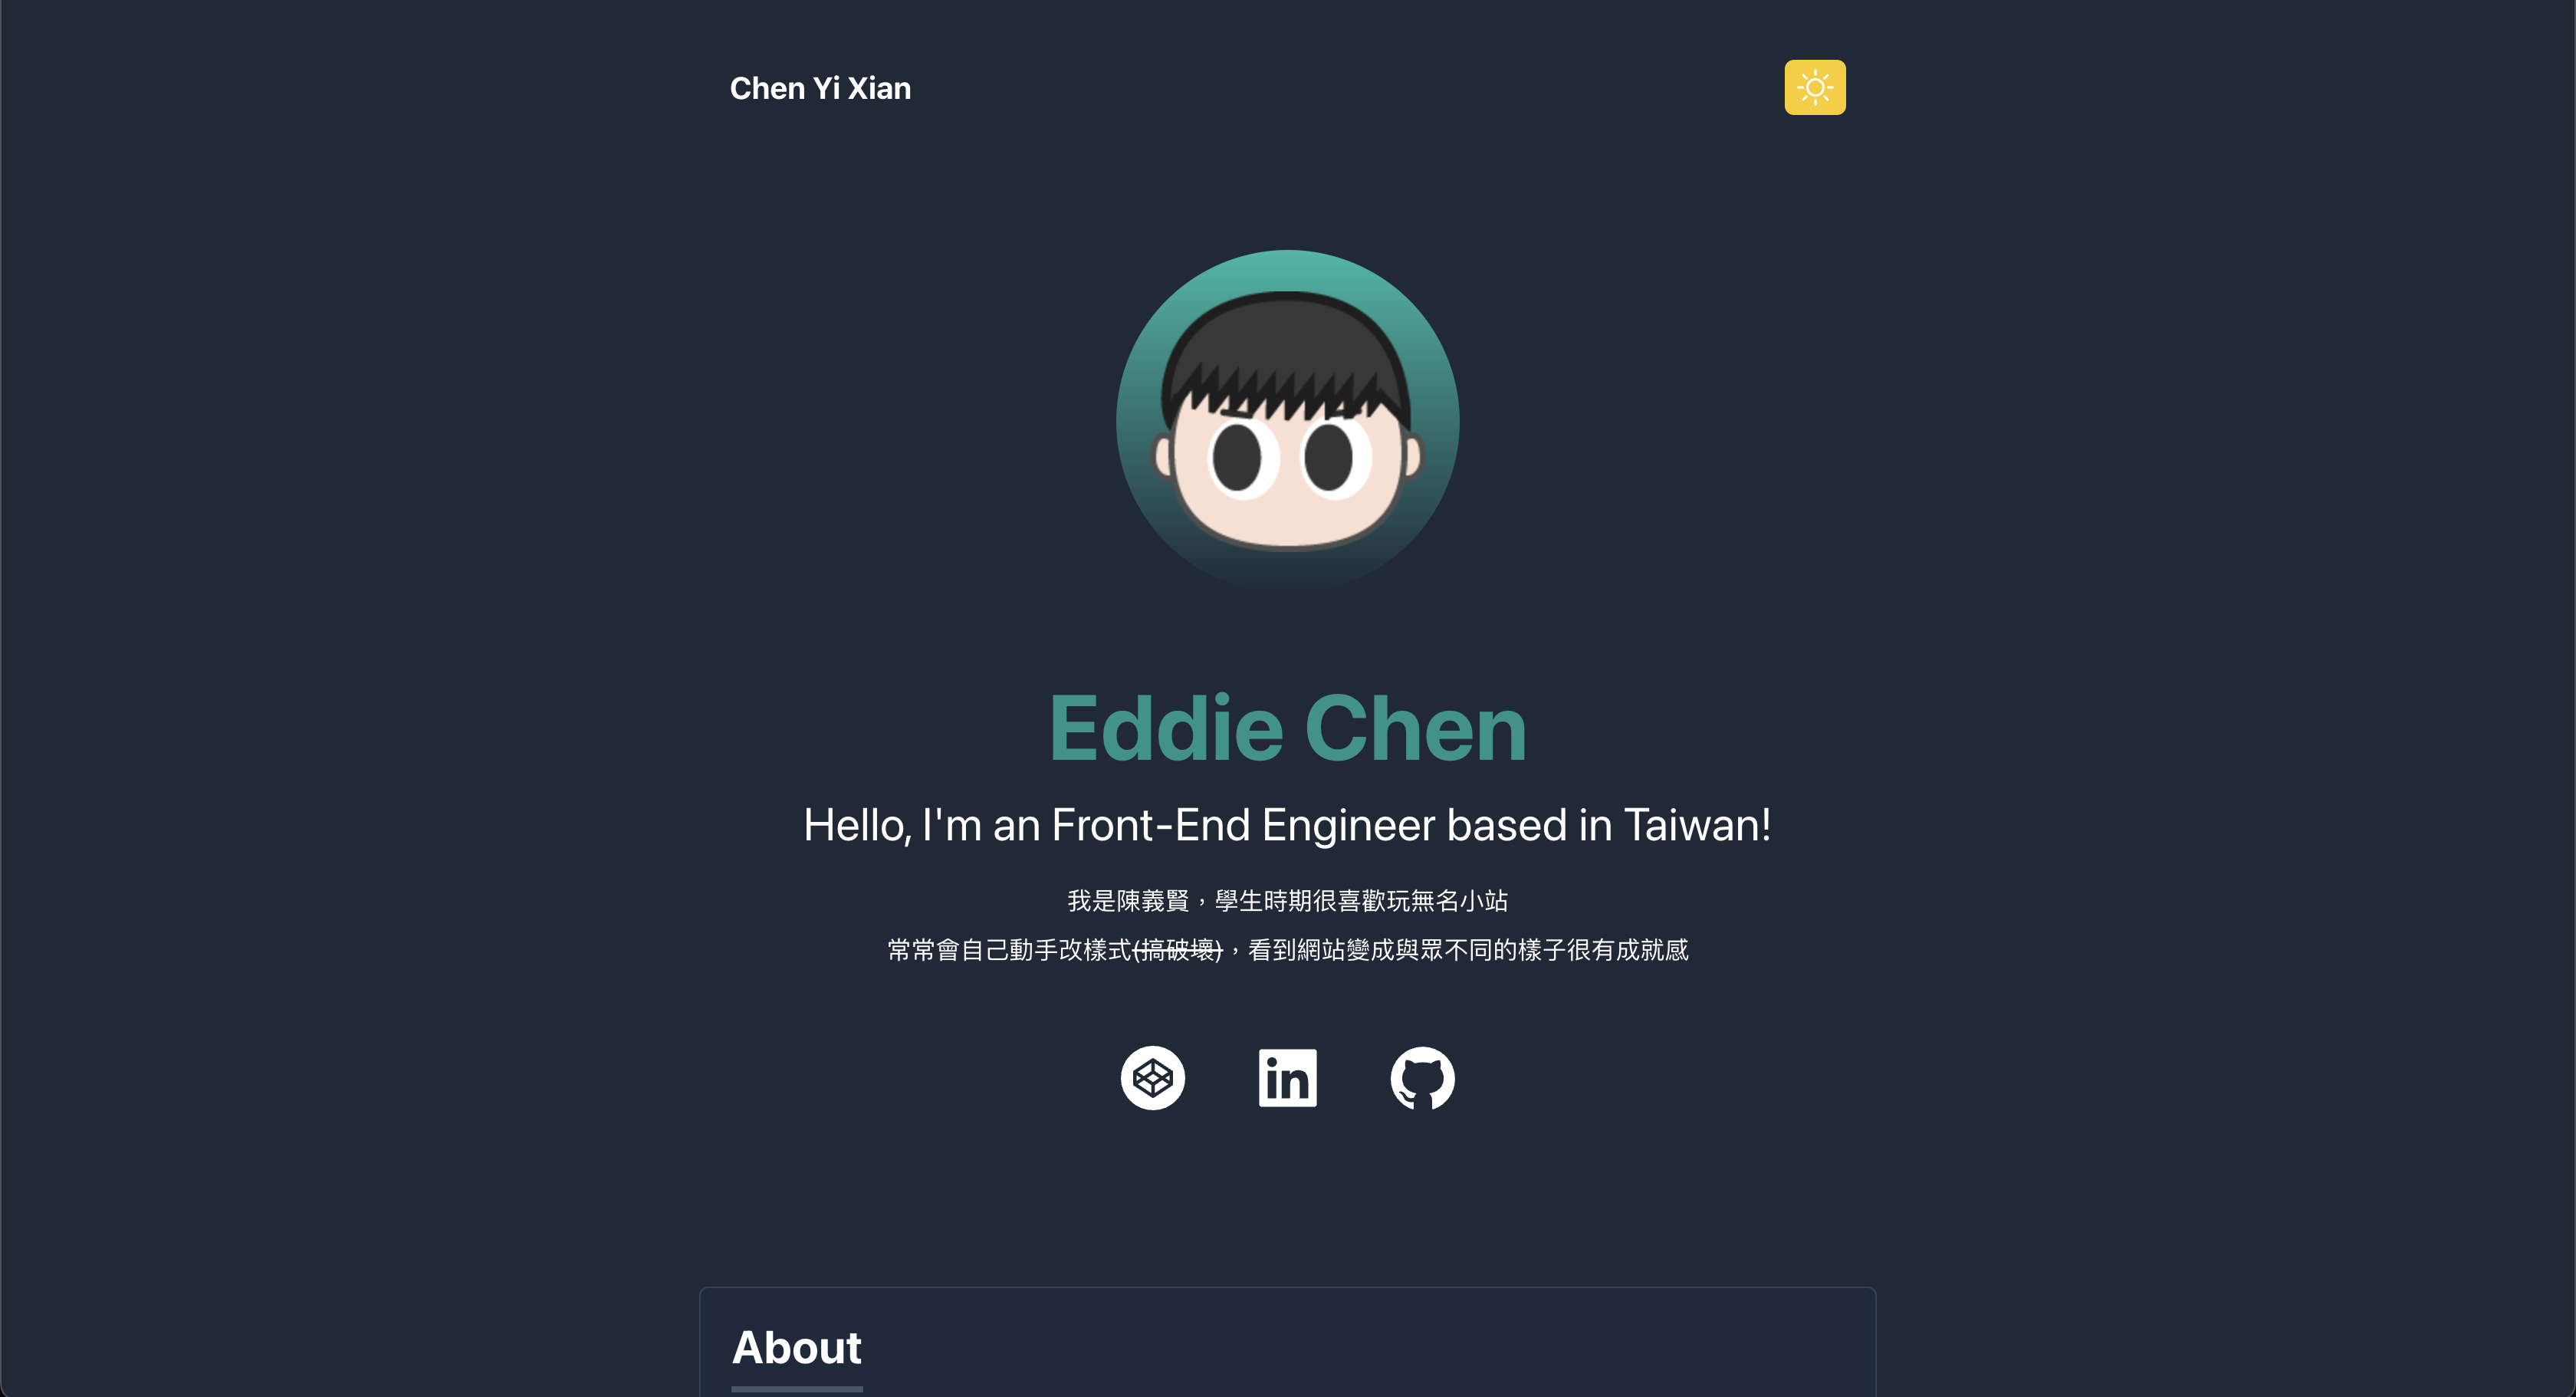 Chen Yi Xian
Eddie Chen
Hello, I'm an Front-End Engineer based in Taiwan!
我是陳義賢，學生時期很喜歡玩無名小站
常常會自己動手改樣式(搞破壞)，看到網站變成與眾不同的樣子很有成就感
in
About